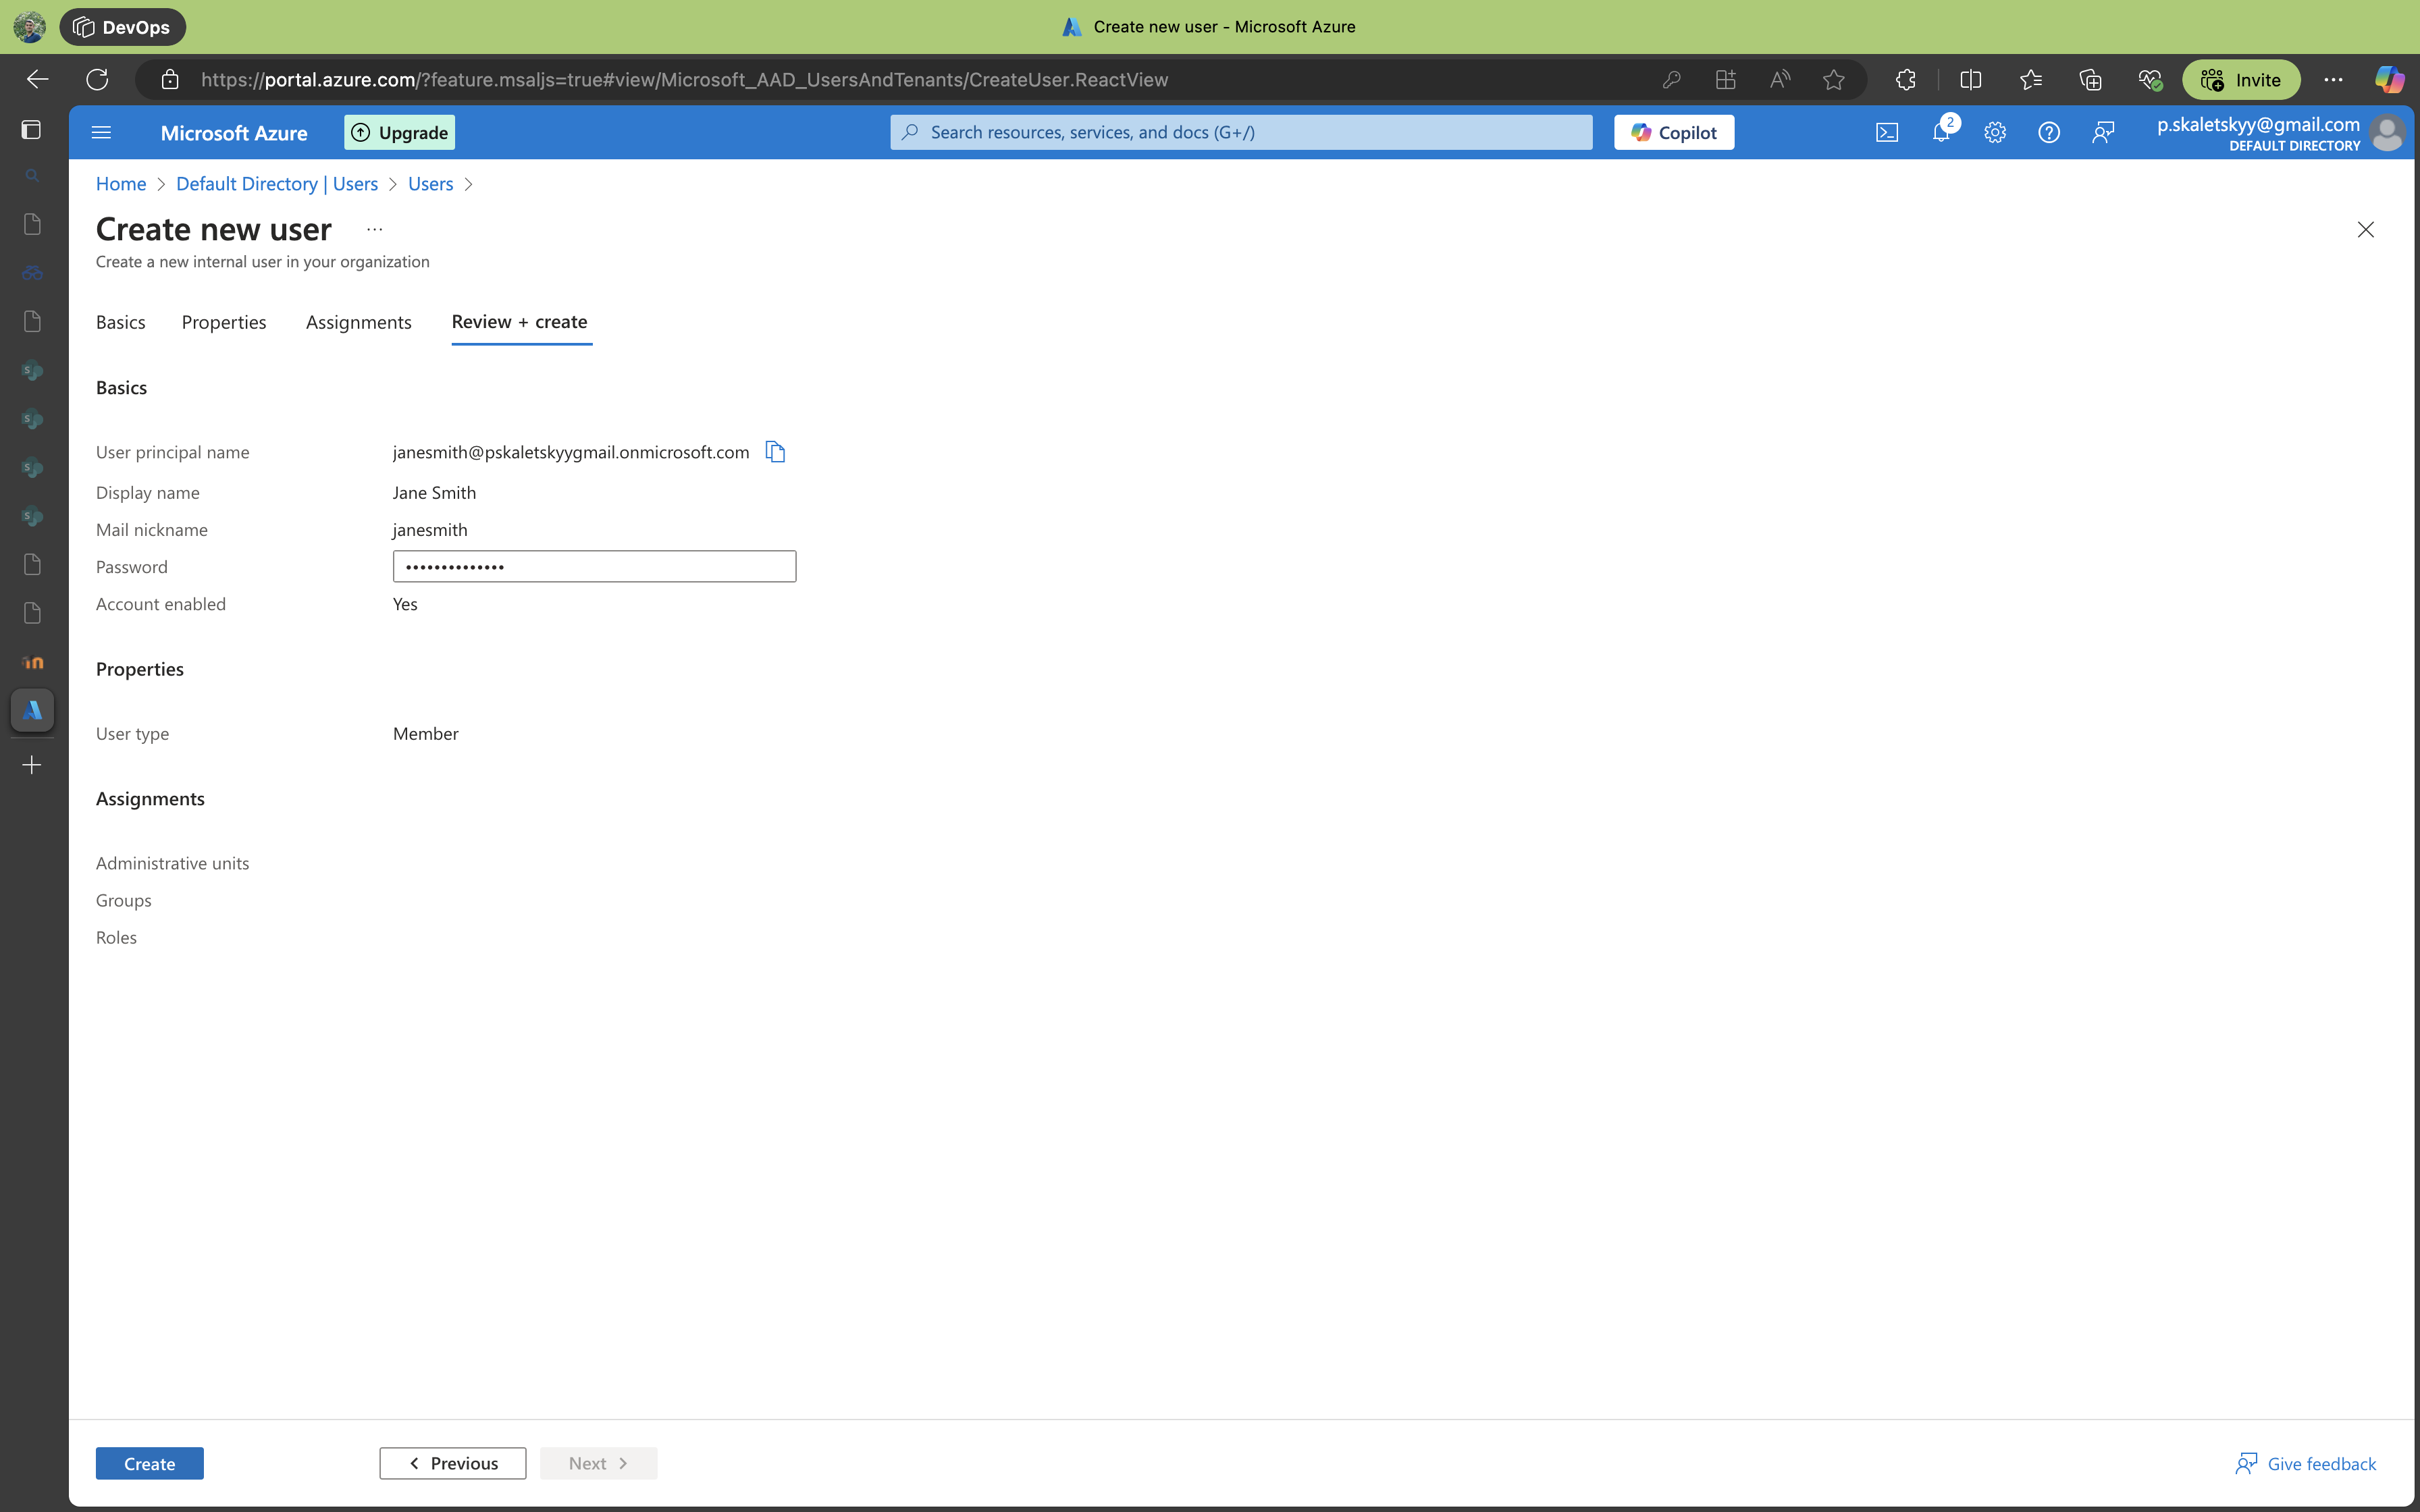 DevOps
Create new user - Microsoft Azure
https://portal.azure.com/?feature.msaljs=true#view/Microsoft_AAD_UsersAndTenants/CreateUser.ReactView
Invite
Microsoft Azure
Upgrade
Search resources, services, and docs (G+/)
Copilot
2
p.skaletskyy@gmail.com
DEFAULT DIRECTORY
Home > Default Directory | Users > Users >
Create new user ...
Create a new internal user in your organization
Basics Properties Assignments Review + create
Basics
User principal name janesmith@pskaletskyygmail.onmicrosoft.com
Display name Jane Smith
Mail nickname janesmith
Password ••••••••••••••
Account enabled Yes
Properties
User type Member
Assignments
Administrative units
Groups
Roles
Create < Previous Next > Give feedback